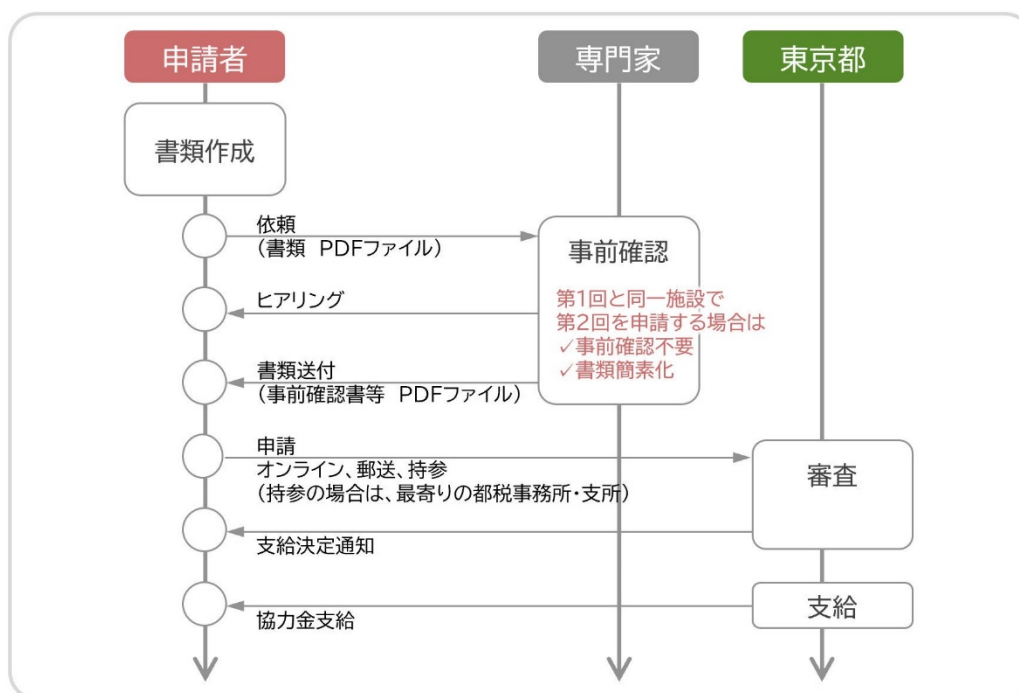 申請者
専門家
東京都
書類作成
依頼
（書類　PDFファイル）
事前確認
第1回と同一施設で
第2回を申請する場合は
✓事前確認不要
✓書類簡素化
ヒアリング
書類送付
（事前確認書等　PDFファイル）
申請
オンライン、郵送、持参
（持参の場合は、最寄りの都税事務所・支所）
審査
支給決定通知
支給
協力金支給